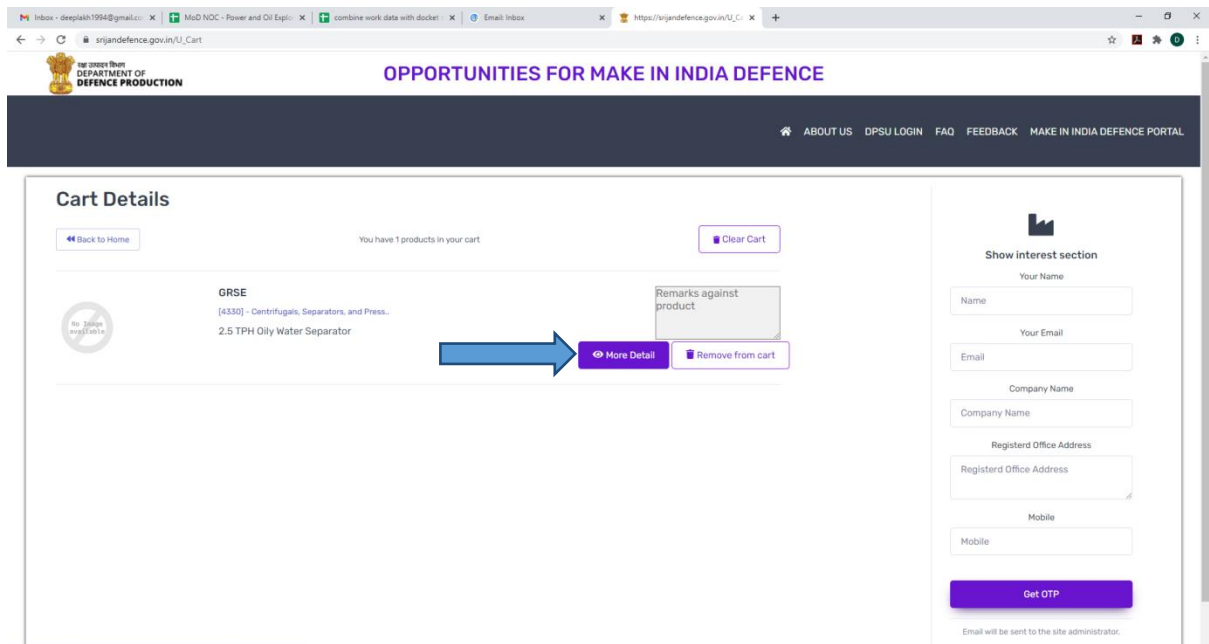 Inbox - deeplakh1994@gmail.co
MoD NOC - Power and Oil Explo
combine work data with docket
Email: Inbox
https://srijandefence.gov.in/U_C
srijandefence.gov.in/U_Cart
D
रक्षा उत्पादन विभाग
DEPARTMENT OF
DEFENCE PRODUCTION
OPPORTUNITIES FOR MAKE IN INDIA DEFENCE
ABOUT US DPSU LOGIN FAQ FEEDBACK MAKE IN INDIA DEFENCE PORTAL
Cart Details
Back to Home
You have 1 products in your cart
Clear Cart
No Image
available
GRSE
[4330] - Centrifugals, Separators, and Press..
2.5 TPH Oily Water Separator
Remarks against
product
More Detail
Remove from cart
Show interest section
Your Name
Name
Your Email
Email
Company Name
Company Name
Registerd Office Address
Registerd Office Address
Mobile
Mobile
Get OTP
Email will be sent to the site administrator.